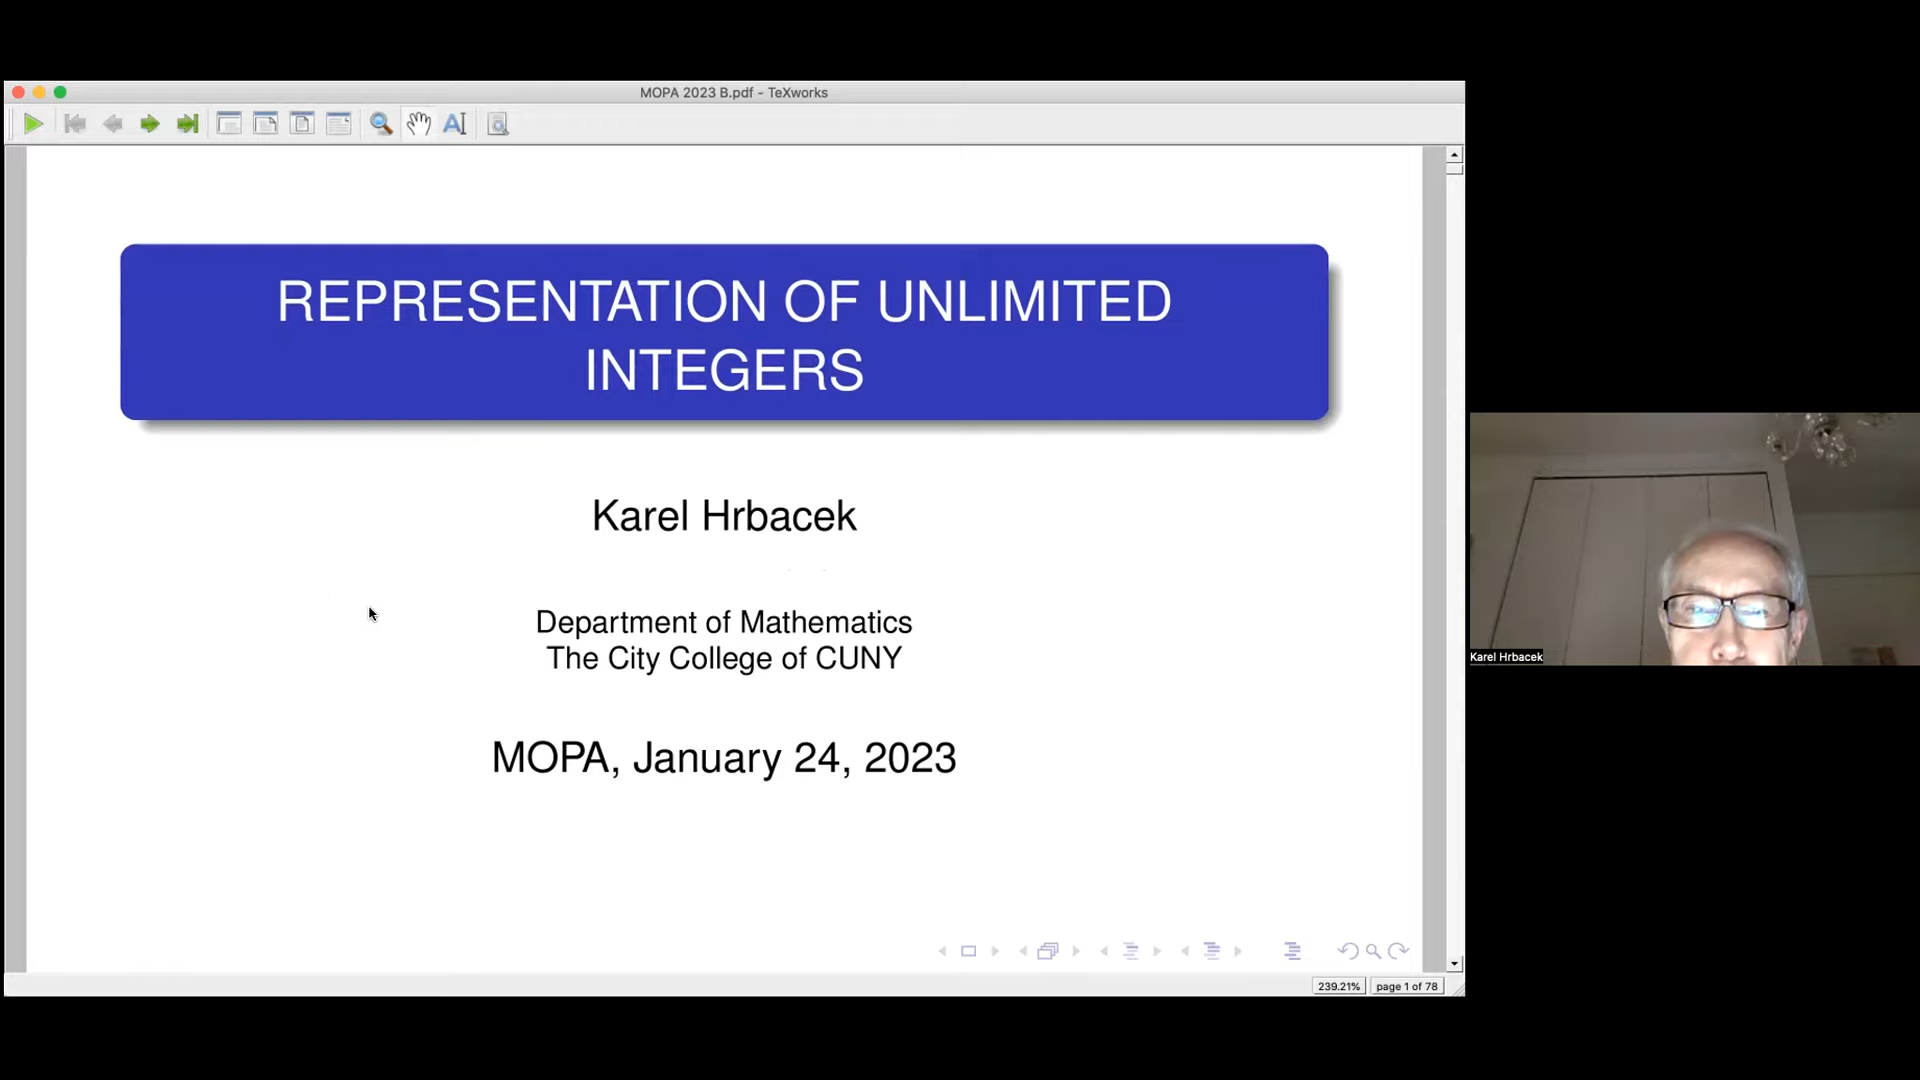 MOPA 2023 B.pdf - TeXworks
REPRESENTATION OF UNLIMITED
INTEGERS
Karel Hrbacek
Department of Mathematics
The City College of CUNY
MOPA, January 24, 2023
239.21%
page 1 of 78
Karel Hrbacek